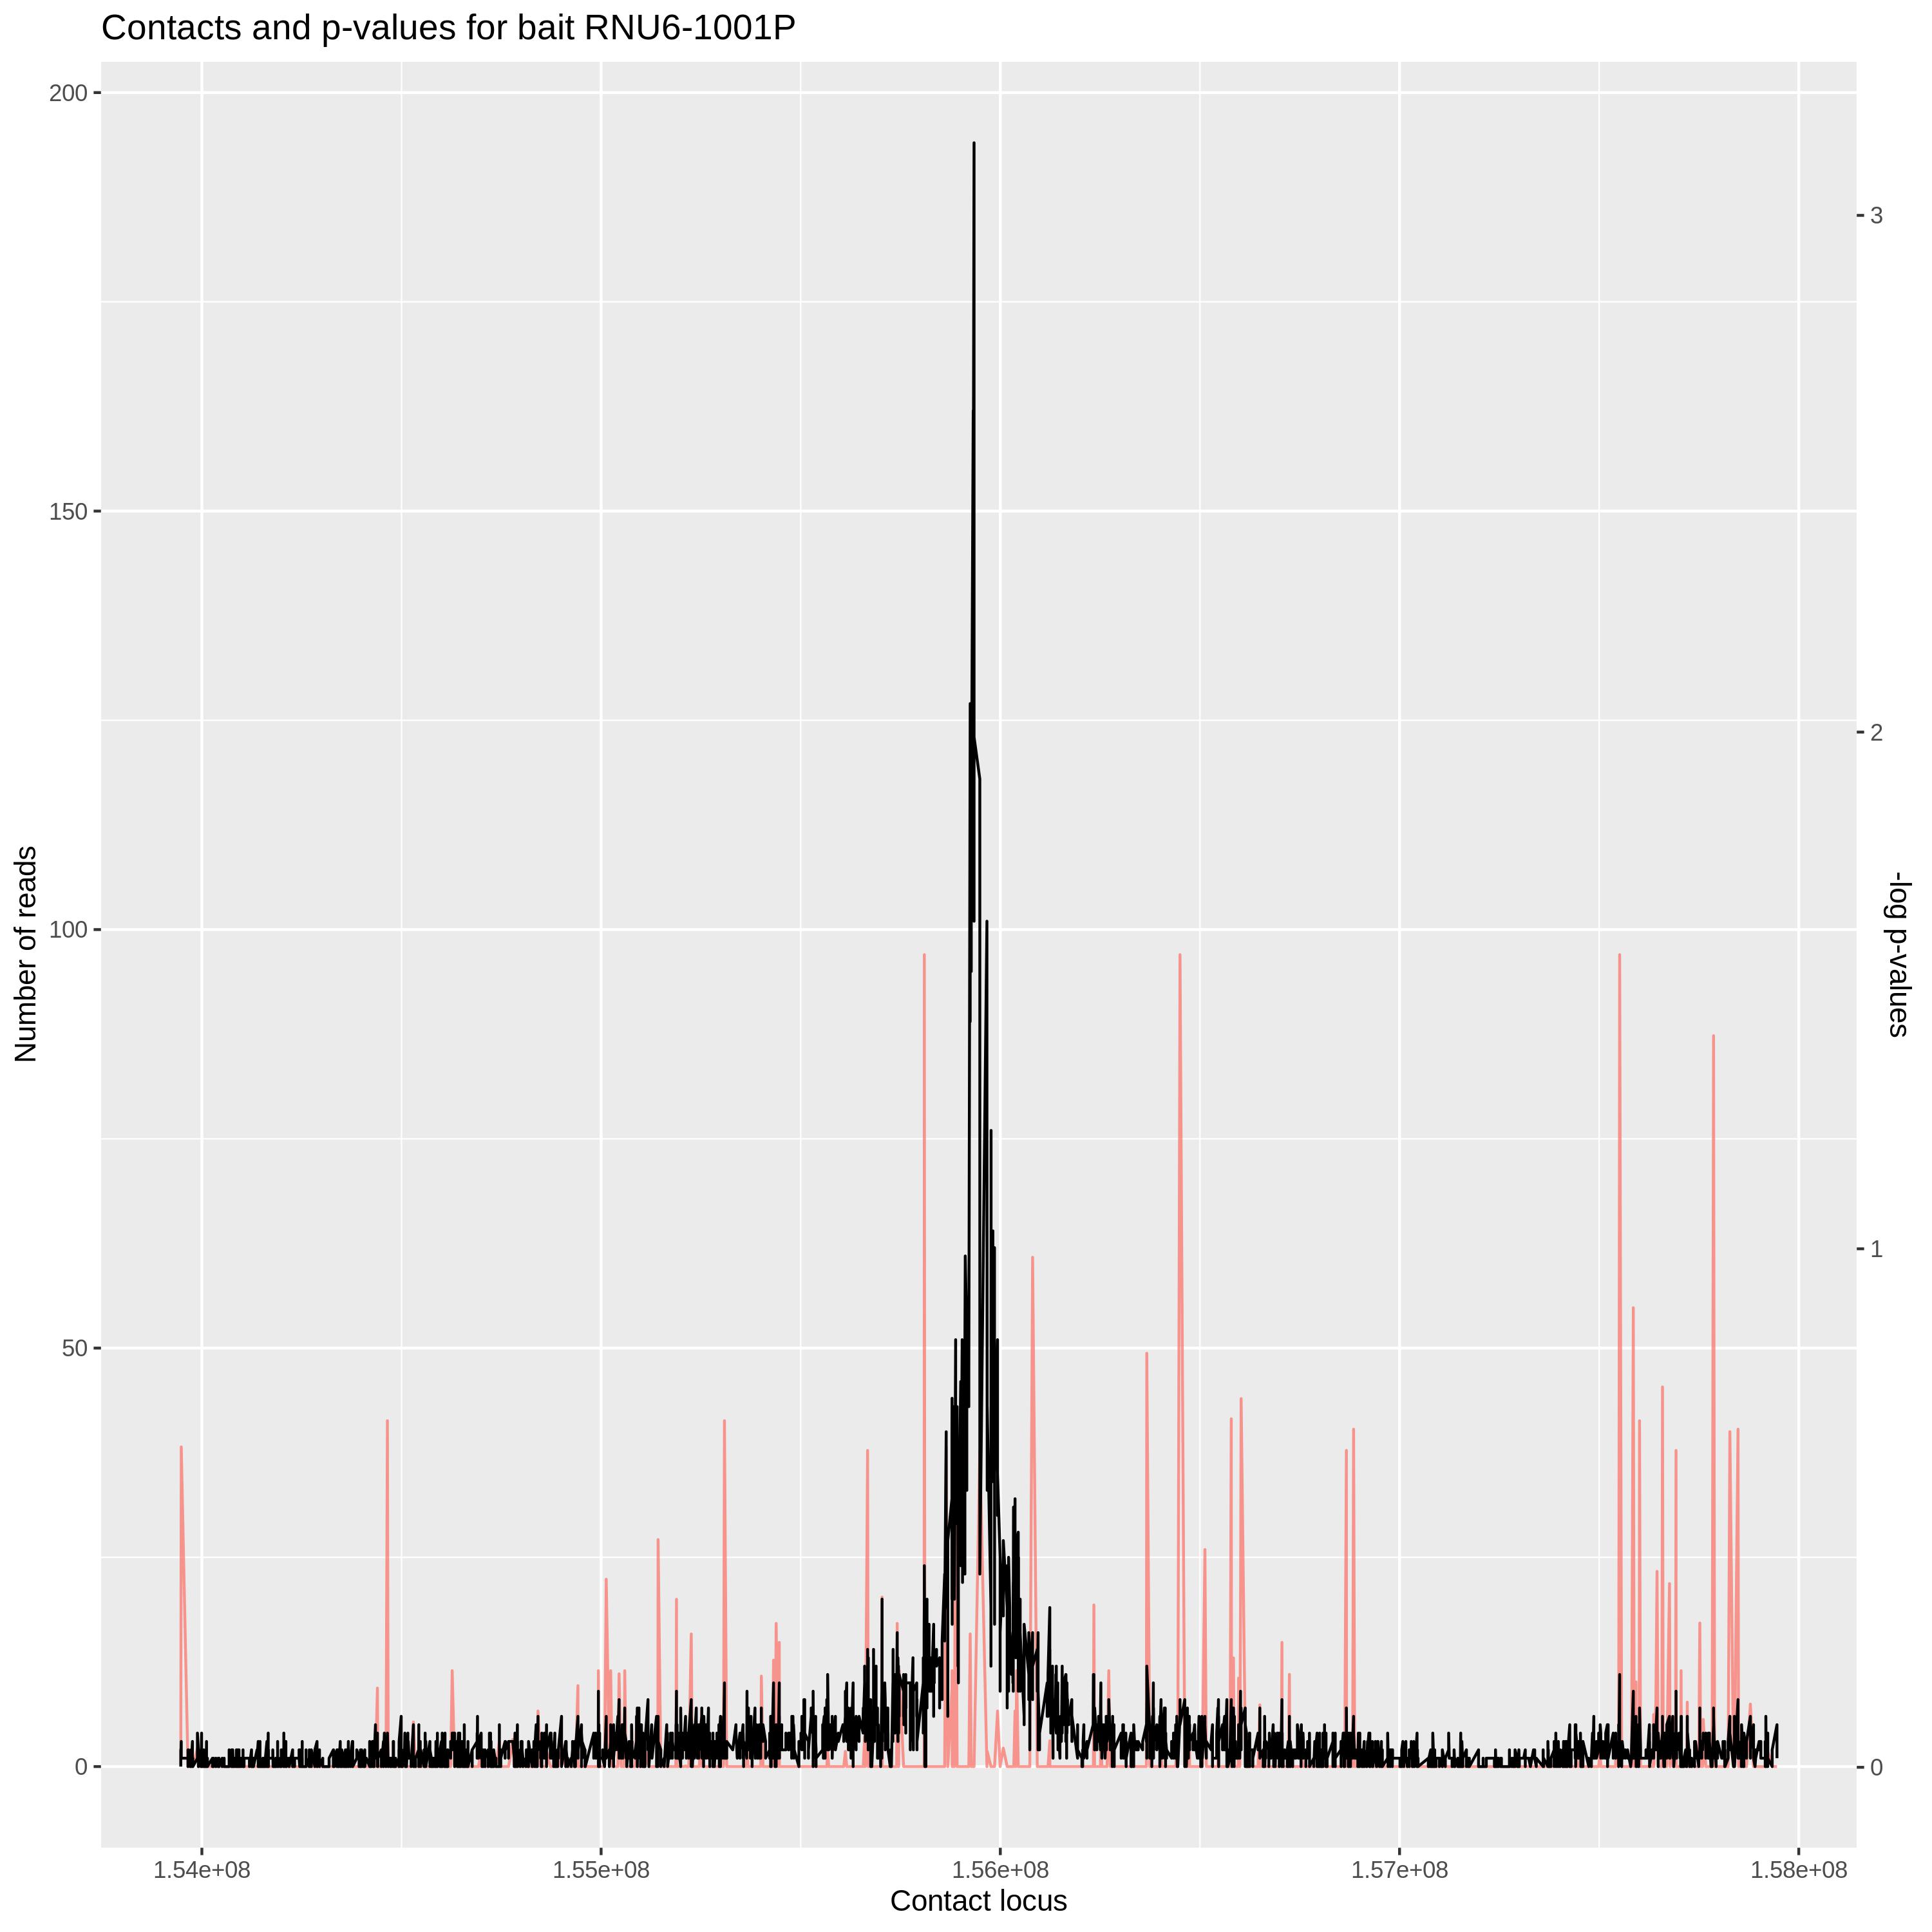 Contacts and p-values for bait RNU6-1001P
200
150
100
50
0
Number of reads
3
2
1
0
-log p-values
1.54e+08
1.55e+08
1.56e+08
1.57e+08
1.58e+08
Contact locus